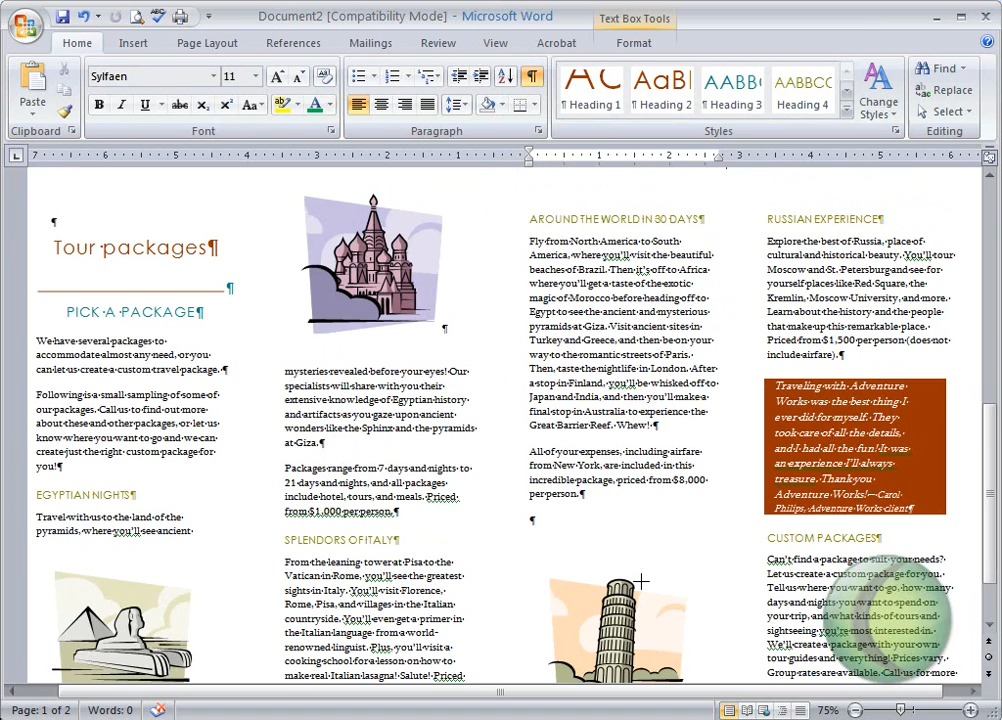 Document2 [Compatibility Mode] - Microsoft Word
Text Box Tools
Home Insert Page Layout References Mailings Review View Acrobat Format
Paste
Clipboard
Sylfaen 11
B I U abc x₂ x² Aa A
Font
Paragraph
AC AaB AABB AABBCC
¶ Heading 1 ¶ Heading 2 ¶ Heading 3 Heading 4
Change
Styles
Styles
Find
Replace
Select
Editing
7 6 5 4 3 2 1 1 2 3 4 5 6
¶
Tour·packages¶
¶
PICK·A·PACKAGE¶
We·have·several·packages·to·
accommodate·almost·any·need,·or·you·
can·let·us·create·a·custom·travel·package.·¶
Following·is·a·small·sampling·of·some·of·
our·packages.·Call·us·to·find·out·more·
about·these·and·other·packages,·or·let·us·
know·where·you·want·to·go·and·we·can·
create·just·the·right·custom·package·for·
you!¶
EGYPTIAN·NIGHTS¶
Travel·with·us·to·the·land·of·the·
pyramids,·where·you'll·see·ancient·
¶
mysteries·revealed·before·your·eyes!·Our·
specialists·will·share·with·you·their·
extensive·knowledge·of·Egyptian·history·
and·artifacts·as·you·gaze·upon·ancient·
wonders·like·the·Sphinx·and·the·pyramids·
at·Giza.¶
Packages·range·from·7·days·and·nights·to·
21·days·and·nights,·and·all·packages·
include·hotel,·tours,·and·meals.·Priced·
from·$1,000·per·person.¶
SPLENDORS·OF·ITALY¶
From·the·leaning·tower·at·Pisa·to·the·
Vatican·in·Rome,·you'll·see·the·greatest·
sights·in·Italy.·You'll·visit·Florence,·
Rome,·Pisa,·and·villages·in·the·Italian·
countryside.·You'll·even·get·a·primer·in·
the·Italian·language·from·a·world-
renowned·linguist.·Plus,·you'll·visit·a·
cooking·school·for·a·lesson·on·how·to·
make·real·Italian·lasagna!·Salute!·Priced·
AROUND·THE·WORLD·IN·30·DAYS¶
Fly·from·North·America·to·South·
America,·where·you'll·visit·the·beautiful·
beaches·of·Brazil.·Then·it's·off·to·Africa·
where·you'll·get·a·taste·of·the·exotic·
magic·of·Morocco·before·heading·off·to·
Egypt·to·see·the·ancient·and·mysterious·
pyramids·at·Giza.·Visit·ancient·sites·in·
Turkey·and·Greece,·and·then·be·on·your·
way·to·the·romantic·streets·of·Paris.·
Then,·taste·the·nightlife·in·London.·After·
a·stop·in·Finland,·you'll·be·whisked·off·to·
Japan·and·India,·and·then·you'll·make·a·
final·stop·in·Australia·to·experience·the·
Great·Barrier·Reef.·Whew!·¶
All·of·your·expenses,·including·airfare·
from·New·York,·are·included·in·this·
incredible·package,·priced·from·$8,000·
per·person.¶
¶
RUSSIAN·EXPERIENCE¶
Explore·the·best·of·Russia,·place·of·
cultural·and·historical·beauty.·You'll·tour·
Moscow·and·St.·Petersburg·and·see·for·
yourself·places·like·Red·Square,·the·
Kremlin,·Moscow·University,·and·more.·
Learn·about·the·history·and·the·people·
that·make·up·this·remarkable·place.·
Priced·from·$1,500·per·person·(does·not·
include·airfare).¶
Traveling·with·Adventure·
Works·was·the·best·thing·I·
ever·did·for·myself.·They·
took·care·of·all·the·details,·
and·I·had·all·the·fun!·It·was·
an·experience·I'll·always·
treasure.·Thank·you·
Adventure·Works!—Carol·
Philips,·Adventure·Works·client¶
CUSTOM·PACKAGES¶
Can't·find·a·package·to·suit·your·needs?·
Let·us·create·a·custom·package·for·you.·
Tell·us·where·you·want·to·go,·how·many·
days·and·nights·you·want·to·spend·on·
your·trip,·and·what·kinds·of·tours·and·
sightseeing·you're·most·interested·in.·
We'll·create·a·package·with·your·own·
tour·guides·and·everything!·Prices·vary.·
Group·rates·are·available.·Call·us·for·more·
Page: 1 of 2 Words: 0 75%